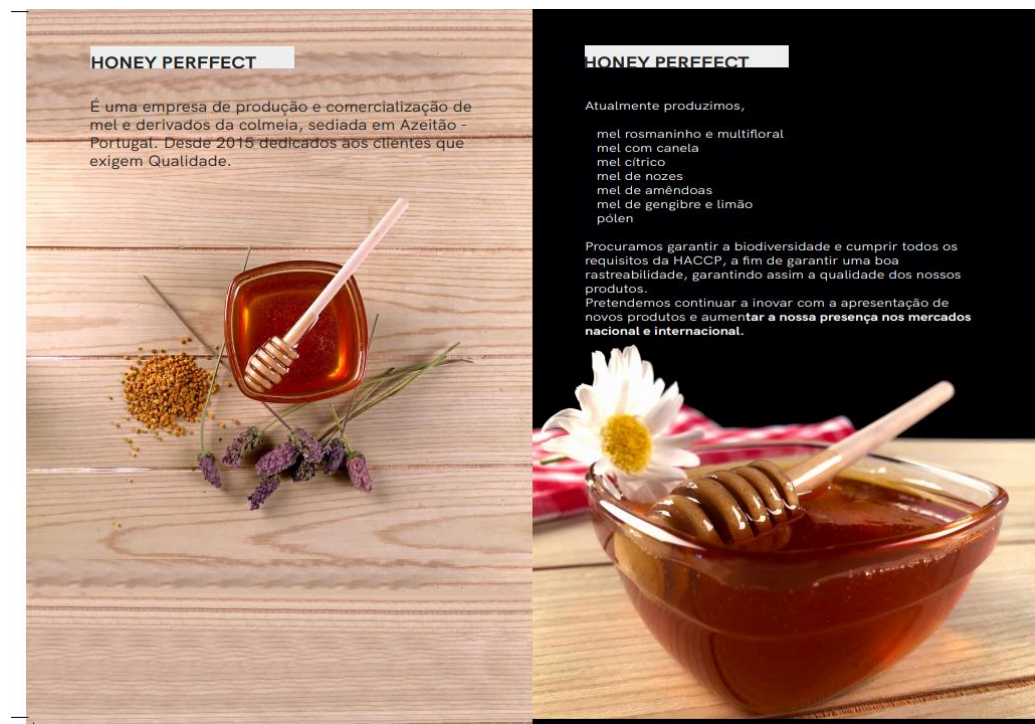 HONEY PERFFECT
É uma empresa de produção e comercialização de
mel e derivados da colmeia, sediada em Azeitão -
Portugal. Desde 2015 dedicados aos clientes que
exigem Qualidade.
HONEY PERFFECT
Atualmente produzimos,
mel rosmaninho e multifloral
mel com canela
mel cítrico
mel de nozes
mel de amêndoas
mel de gengibre e limão
pólen
Procuramos garantir a biodiversidade e cumprir todos os
requisitos da HACCP, a fim de garantir uma boa
rastreabilidade, garantindo assim a qualidade dos nossos
produtos.
Pretendemos continuar a inovar com a apresentação de
novos produtos e aumentar a nossa presença nos mercados
nacional e internacional.